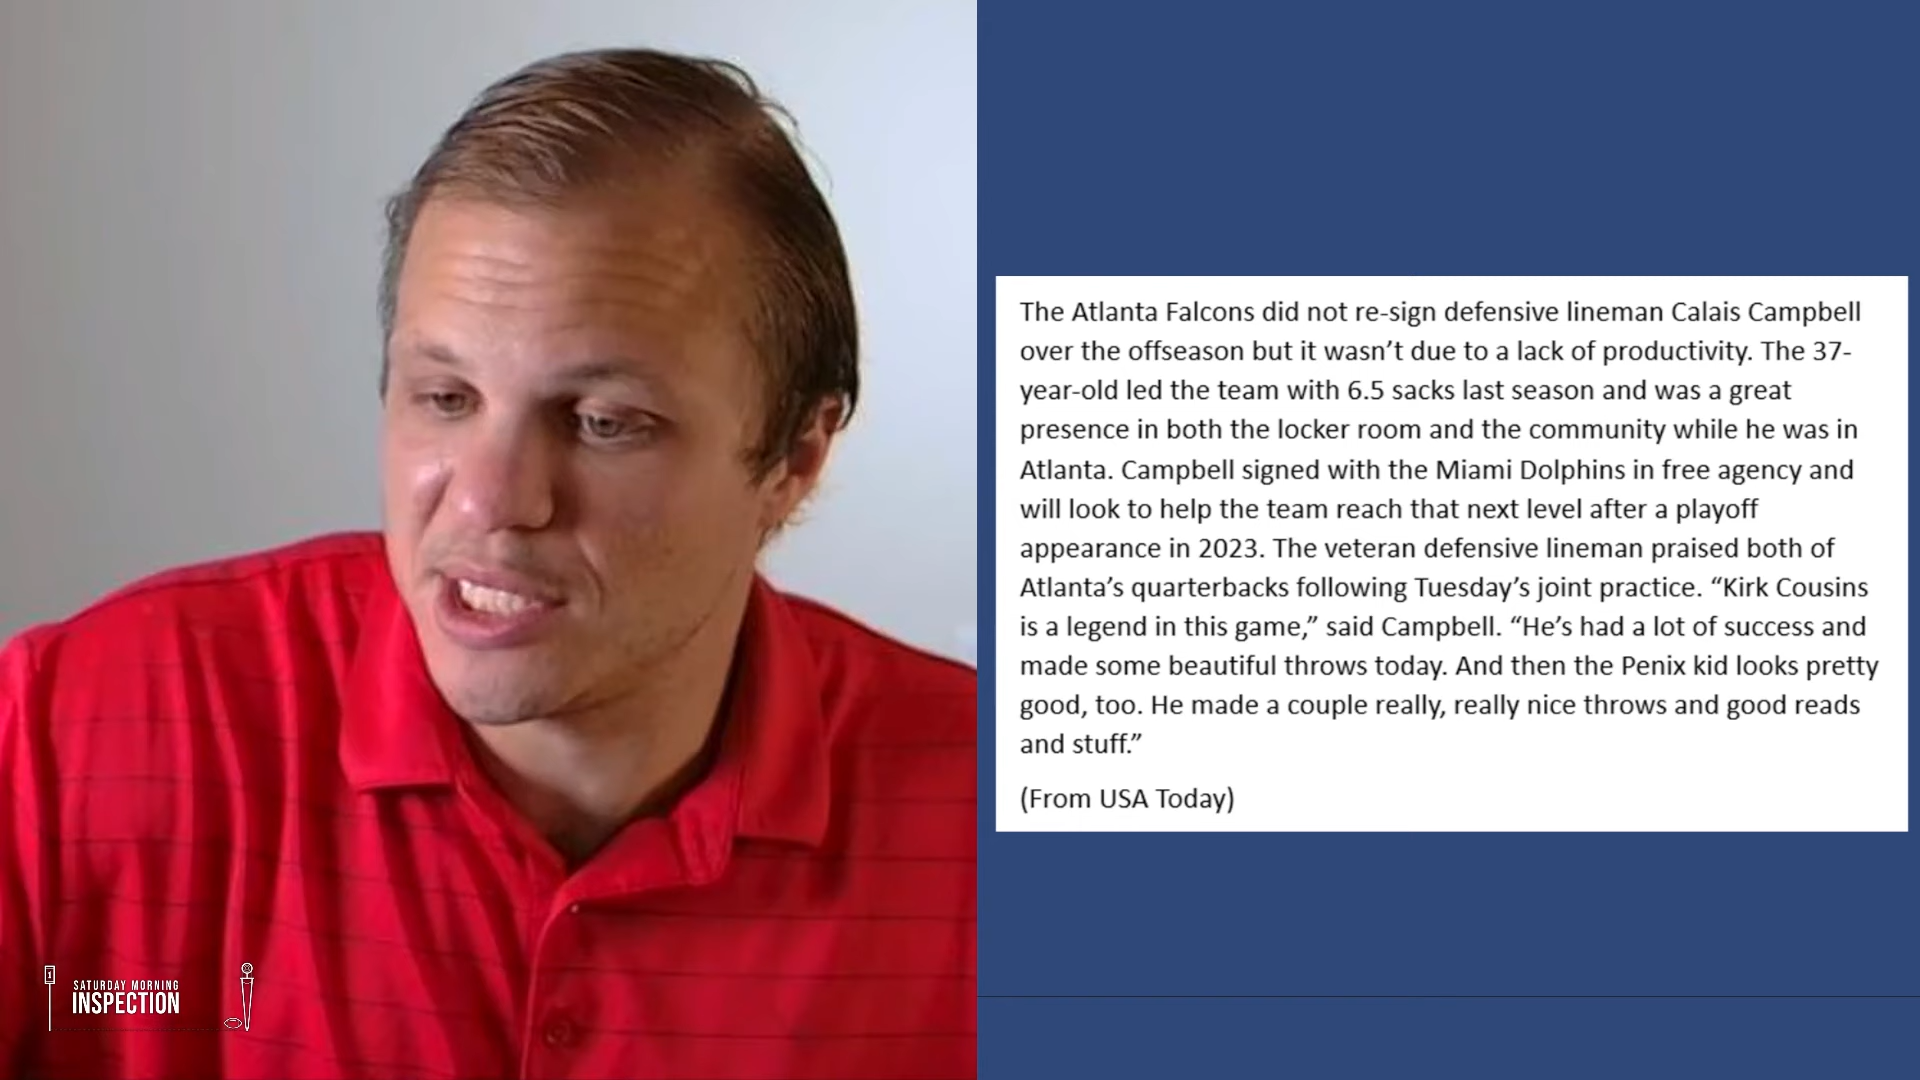 The Atlanta Falcons did not re-sign defensive lineman Calais Campbell
over the offseason but it wasn’t due to a lack of productivity. The 37-
year-old led the team with 6.5 sacks last season and was a great
presence in both the locker room and the community while he was in
Atlanta. Campbell signed with the Miami Dolphins in free agency and
will look to help the team reach that next level after a playoff
appearance in 2023. The veteran defensive lineman praised both of
Atlanta’s quarterbacks following Tuesday’s joint practice. “Kirk Cousins
is a legend in this game,” said Campbell. “He’s had a lot of success and
made some beautiful throws today. And then the Penix kid looks pretty
good, too. He made a couple really, really nice throws and good reads
and stuff.”
(From USA Today)
1
SATURDAY MORNING
INSPECTION